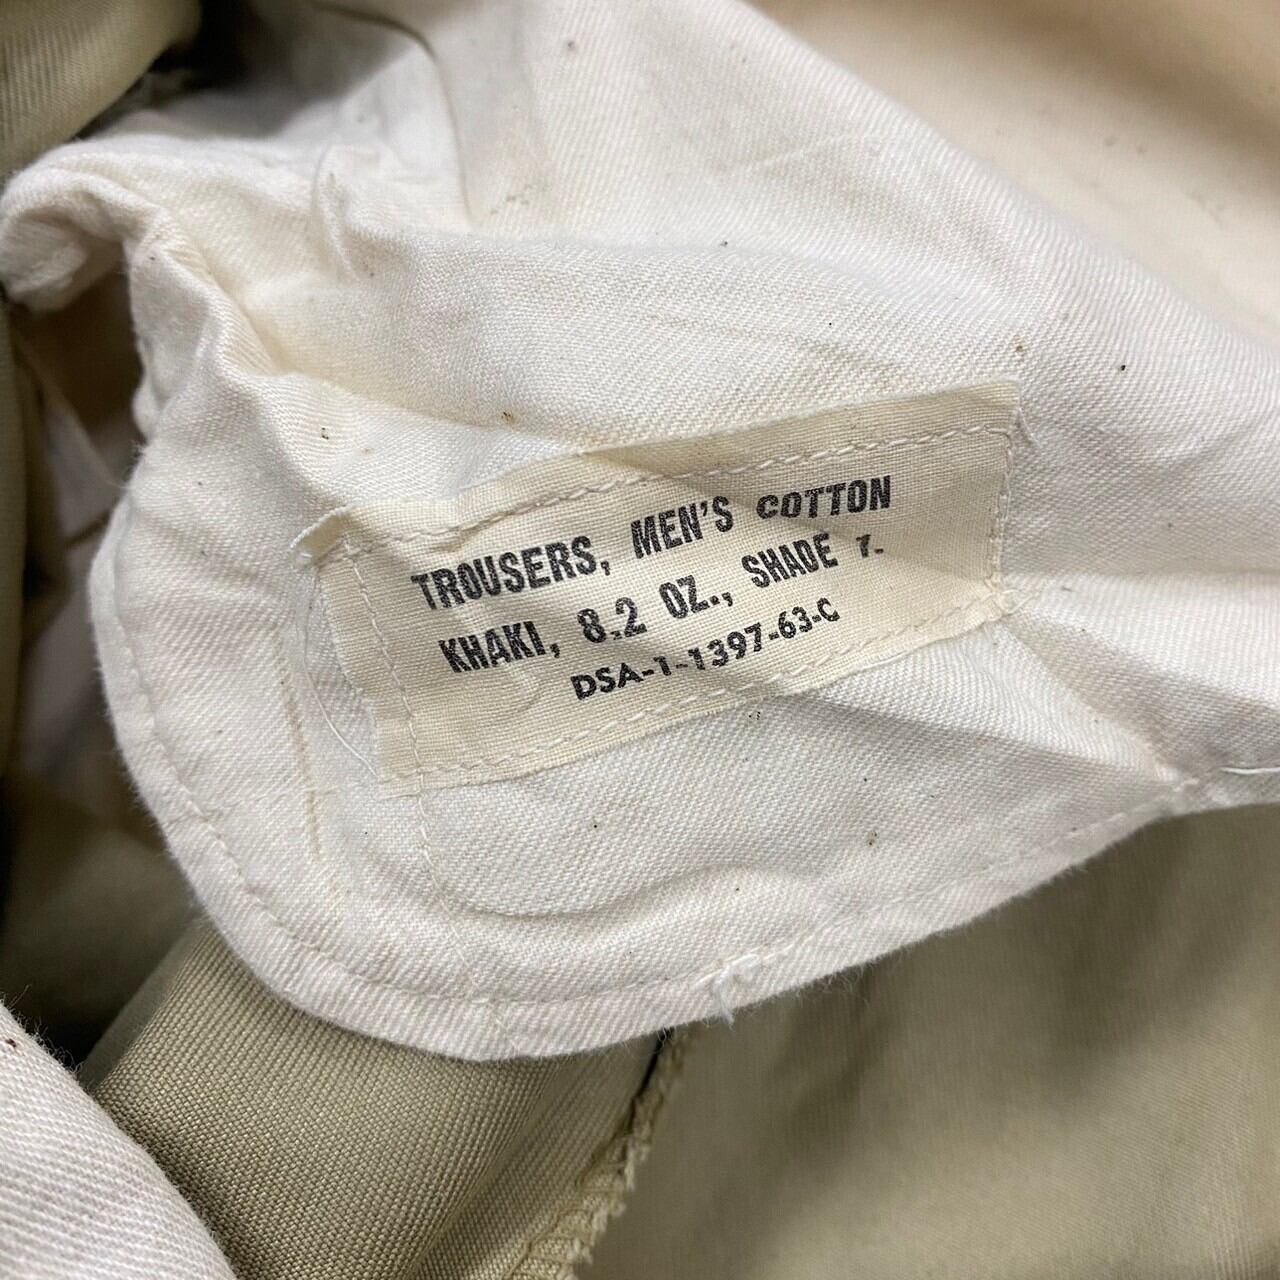 TROUSERS, MEN'S COTTON
KHAKI, 8.2 OZ., SHADE 1.
DSA-1-1397-63-C